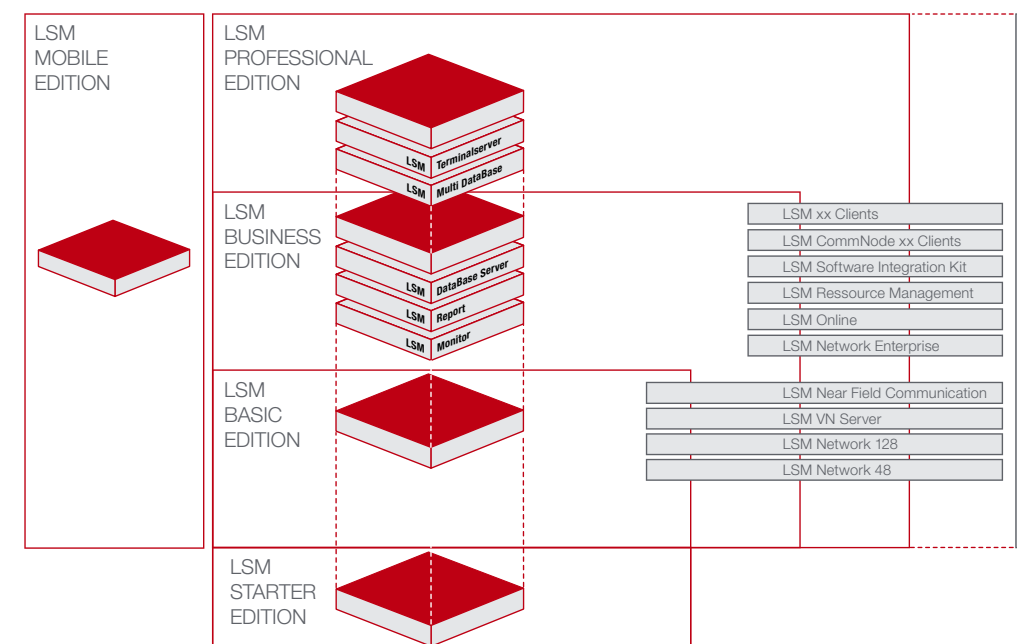 LSM
MOBILE
EDITION
LSM
PROFESSIONAL
EDITION
LSM Terminalserver
LSM Multi DataBase
LSM
BUSINESS
EDITION
LSM DataBase Server
LSM Report
LSM Monitor
LSM xx Clients
LSM CommNode xx Clients
LSM Software Integration Kit
LSM Ressource Management
LSM Online
LSM Network Enterprise
LSM
BASIC
EDITION
LSM Near Field Communication
LSM VN Server
LSM Network 128
LSM Network 48
LSM
STARTER
EDITION